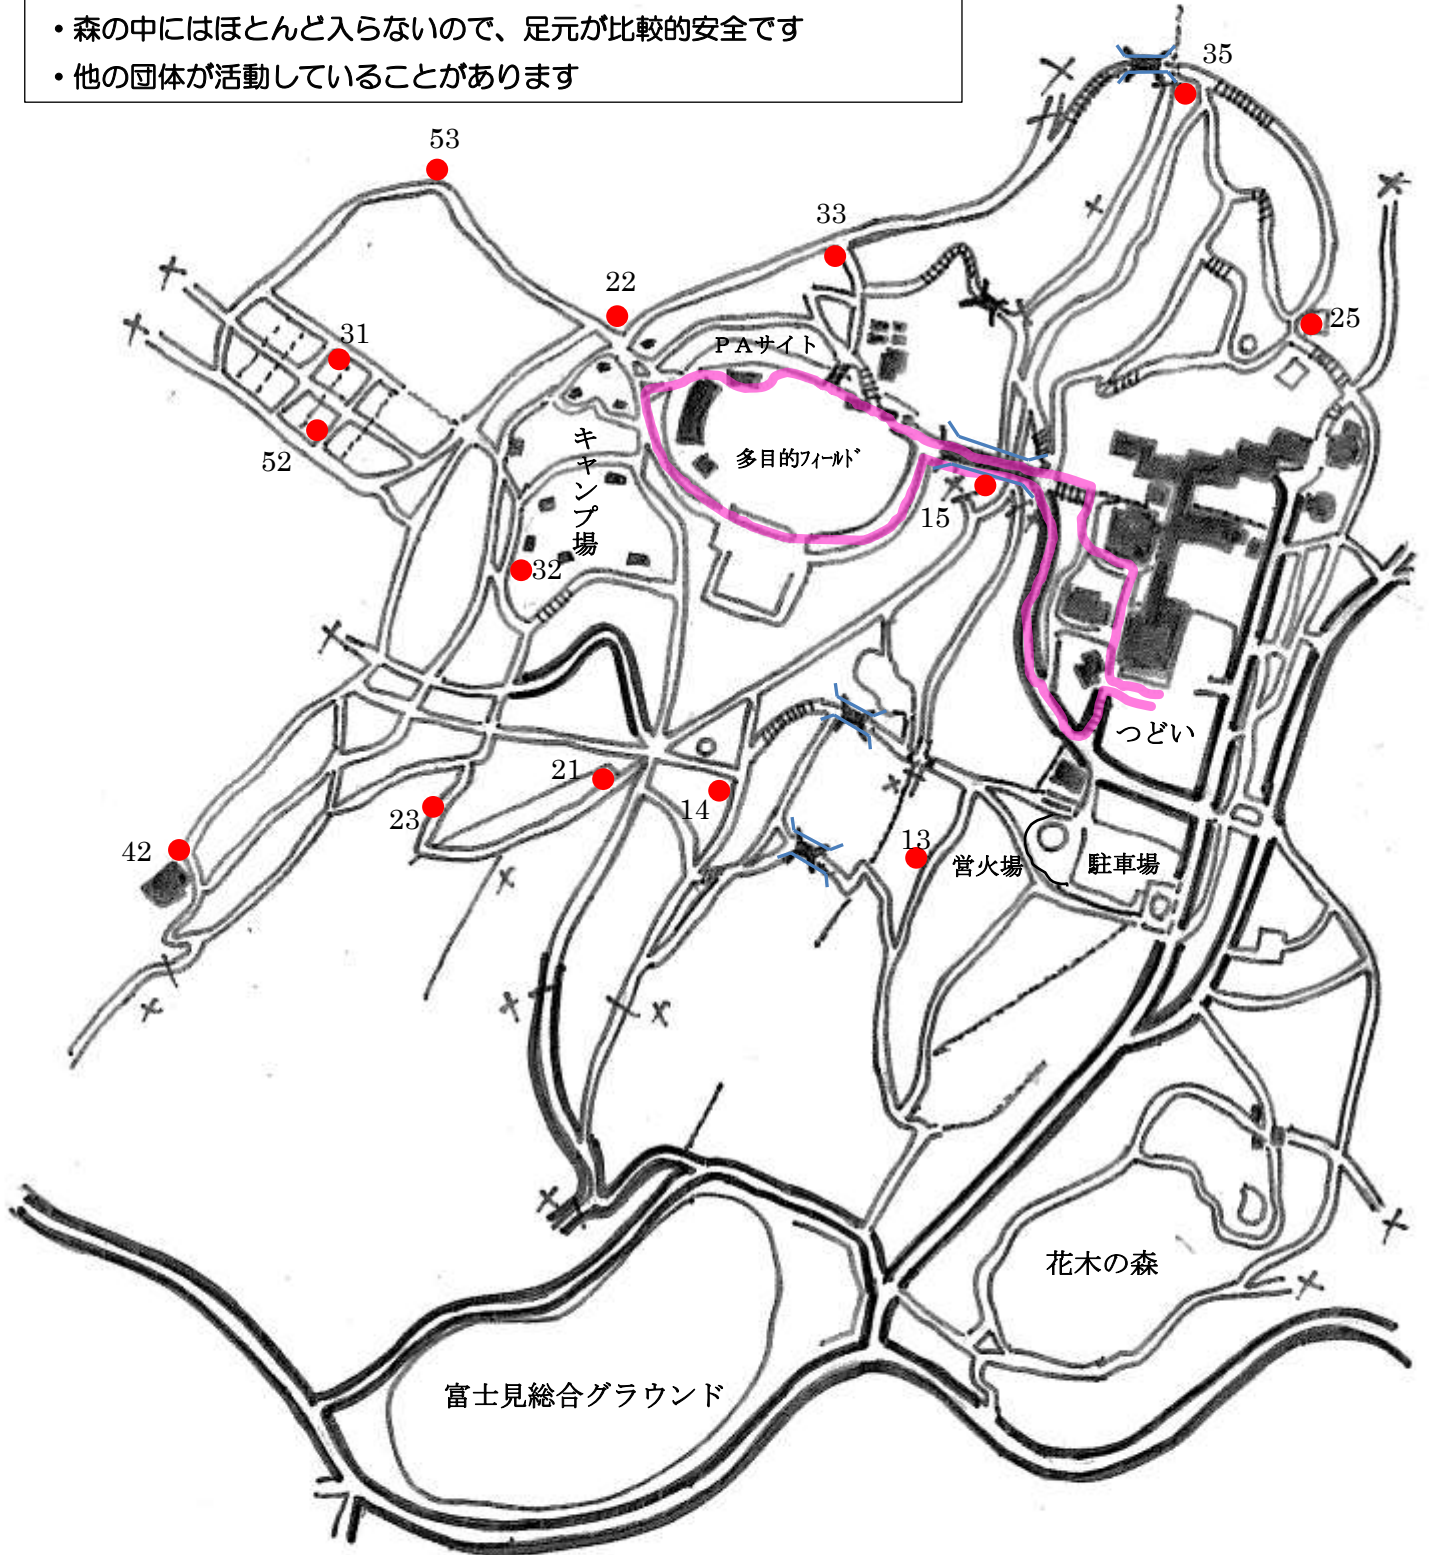 ・森の中にはほとんど入らないので、足元が比較的安全です
・他の団体が活動していることがあります
35
53
33
22
25
31
PAサイト
52
キャンプ場
多目的フィールド
15
32
つどい
21
14
23
13
42
営火場
駐車場
花木の森
富士見総合グラウンド